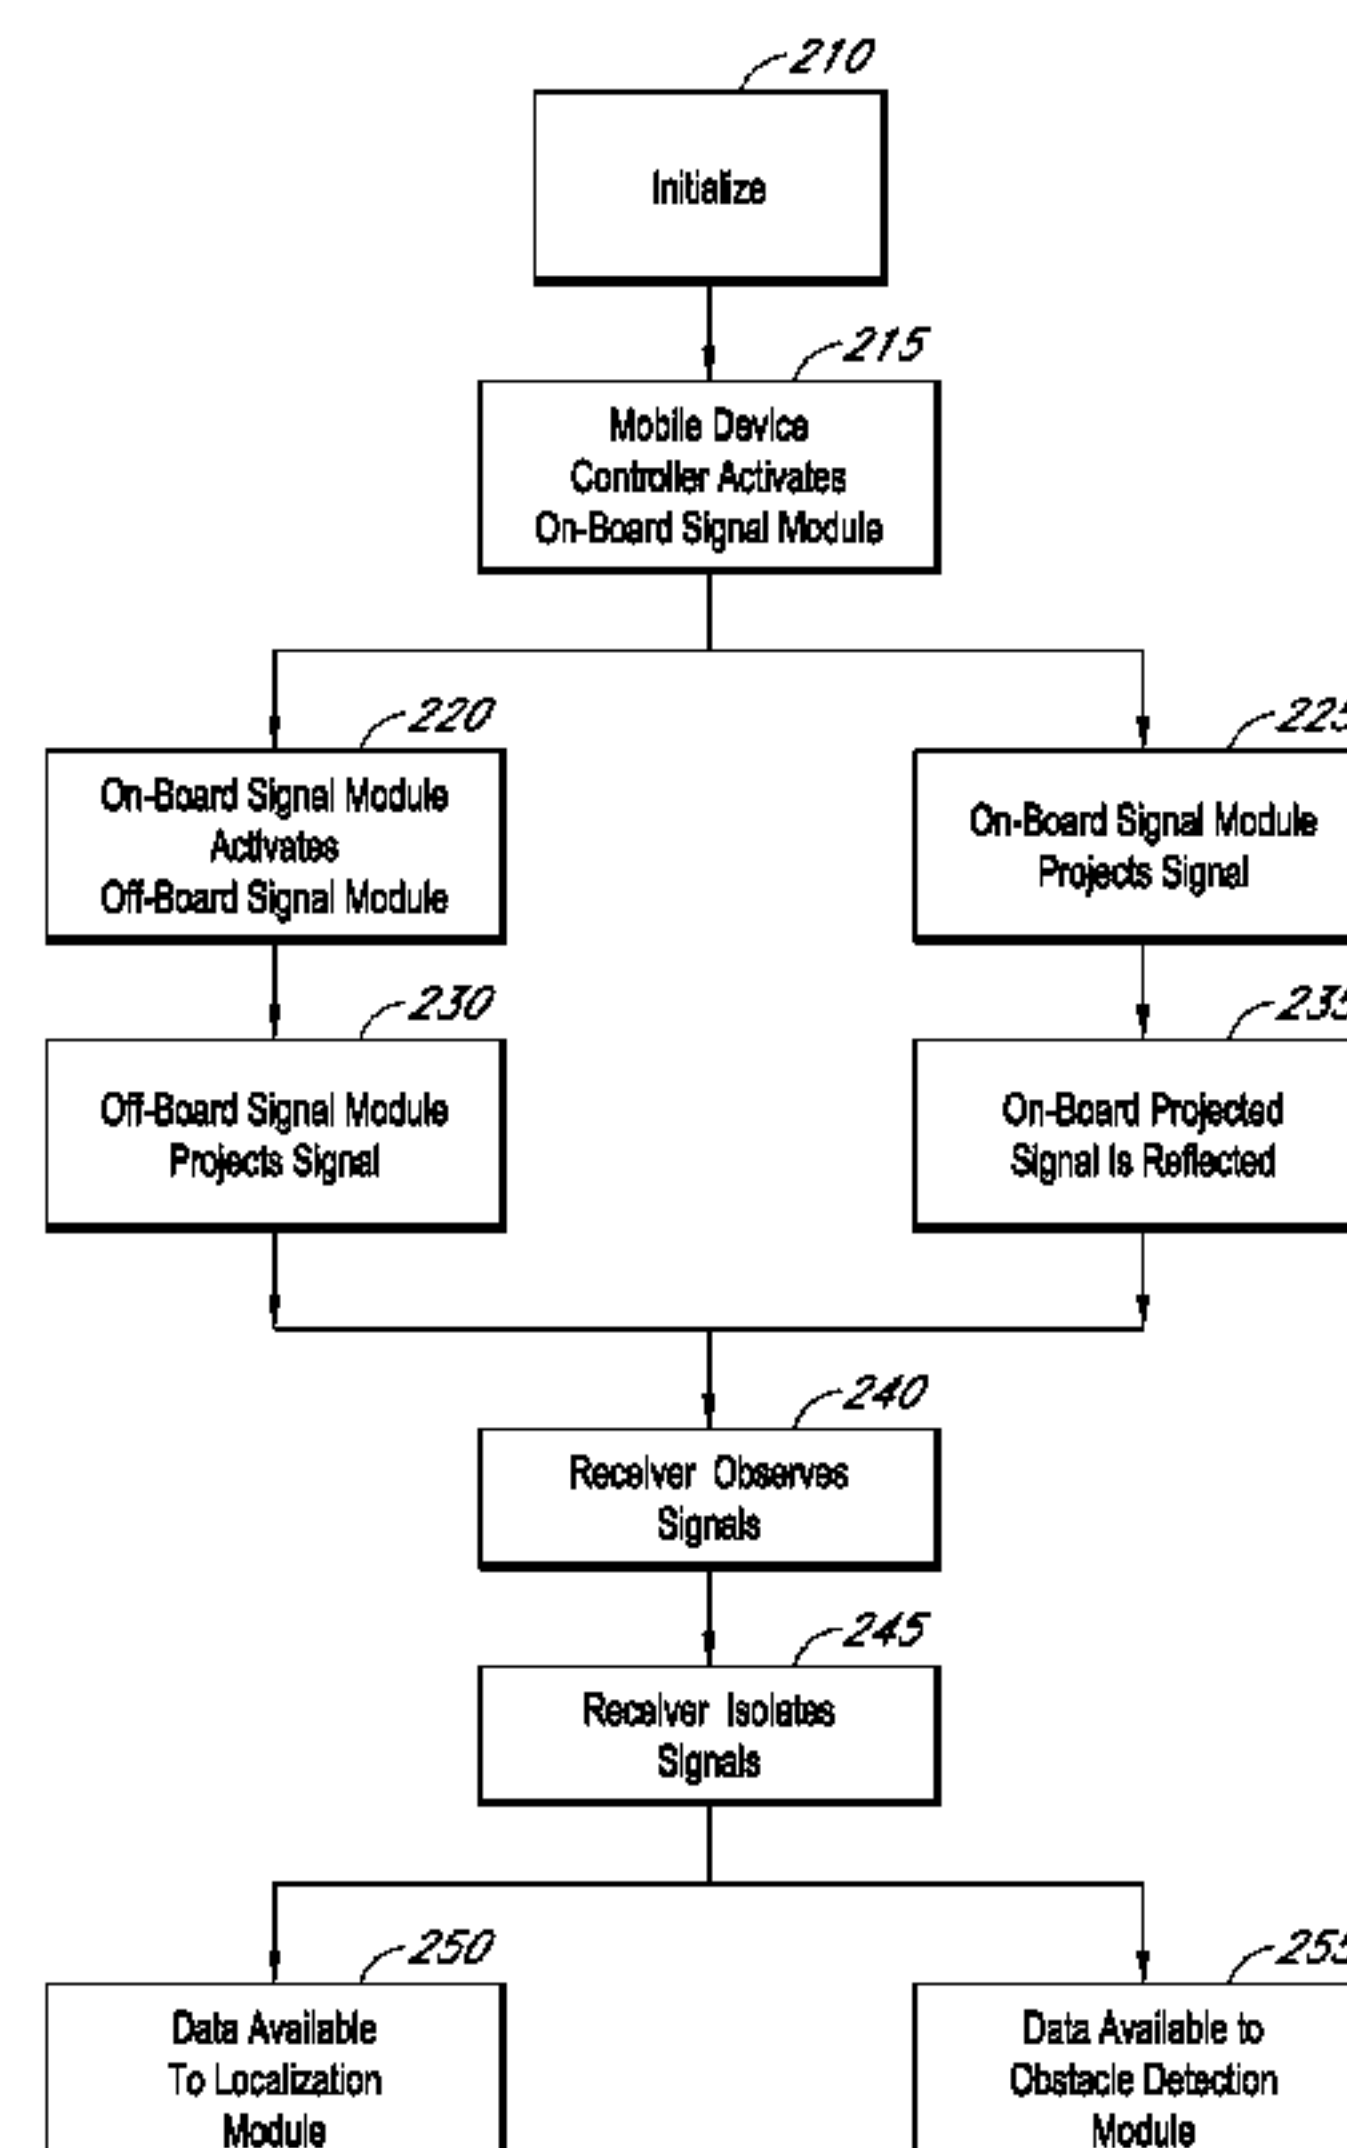 210
Initialize
215
Mobile Device
Controller Activates
On-Board Signal Module
220
On-Board Signal Module
Activates
Off-Board Signal Module
225
On-Board Signal Module
Projects Signal
230
Off-Board Signal Module
Projects Signal
235
On-Board Projected
Signal Is Reflected
240
Receiver Observes
Signals
245
Receiver Isolates
Signals
250
Data Available
To Localization
Module
255
Data Available to
Obstacle Detection
Module